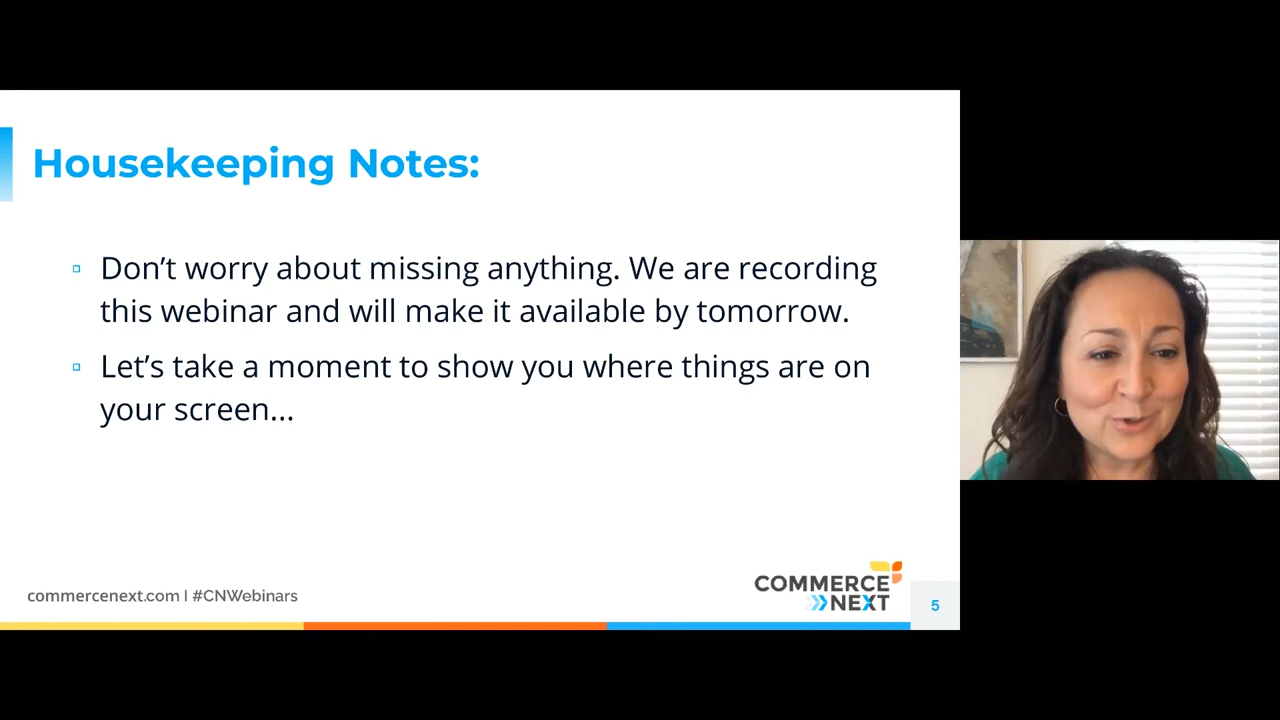 Housekeeping Notes:
▫ Don’t worry about missing anything. We are recording
this webinar and will make it available by tomorrow.
▫ Let’s take a moment to show you where things are on
your screen...
commercenext.com | #CNWebinars
COMMERCE
NEXT
5